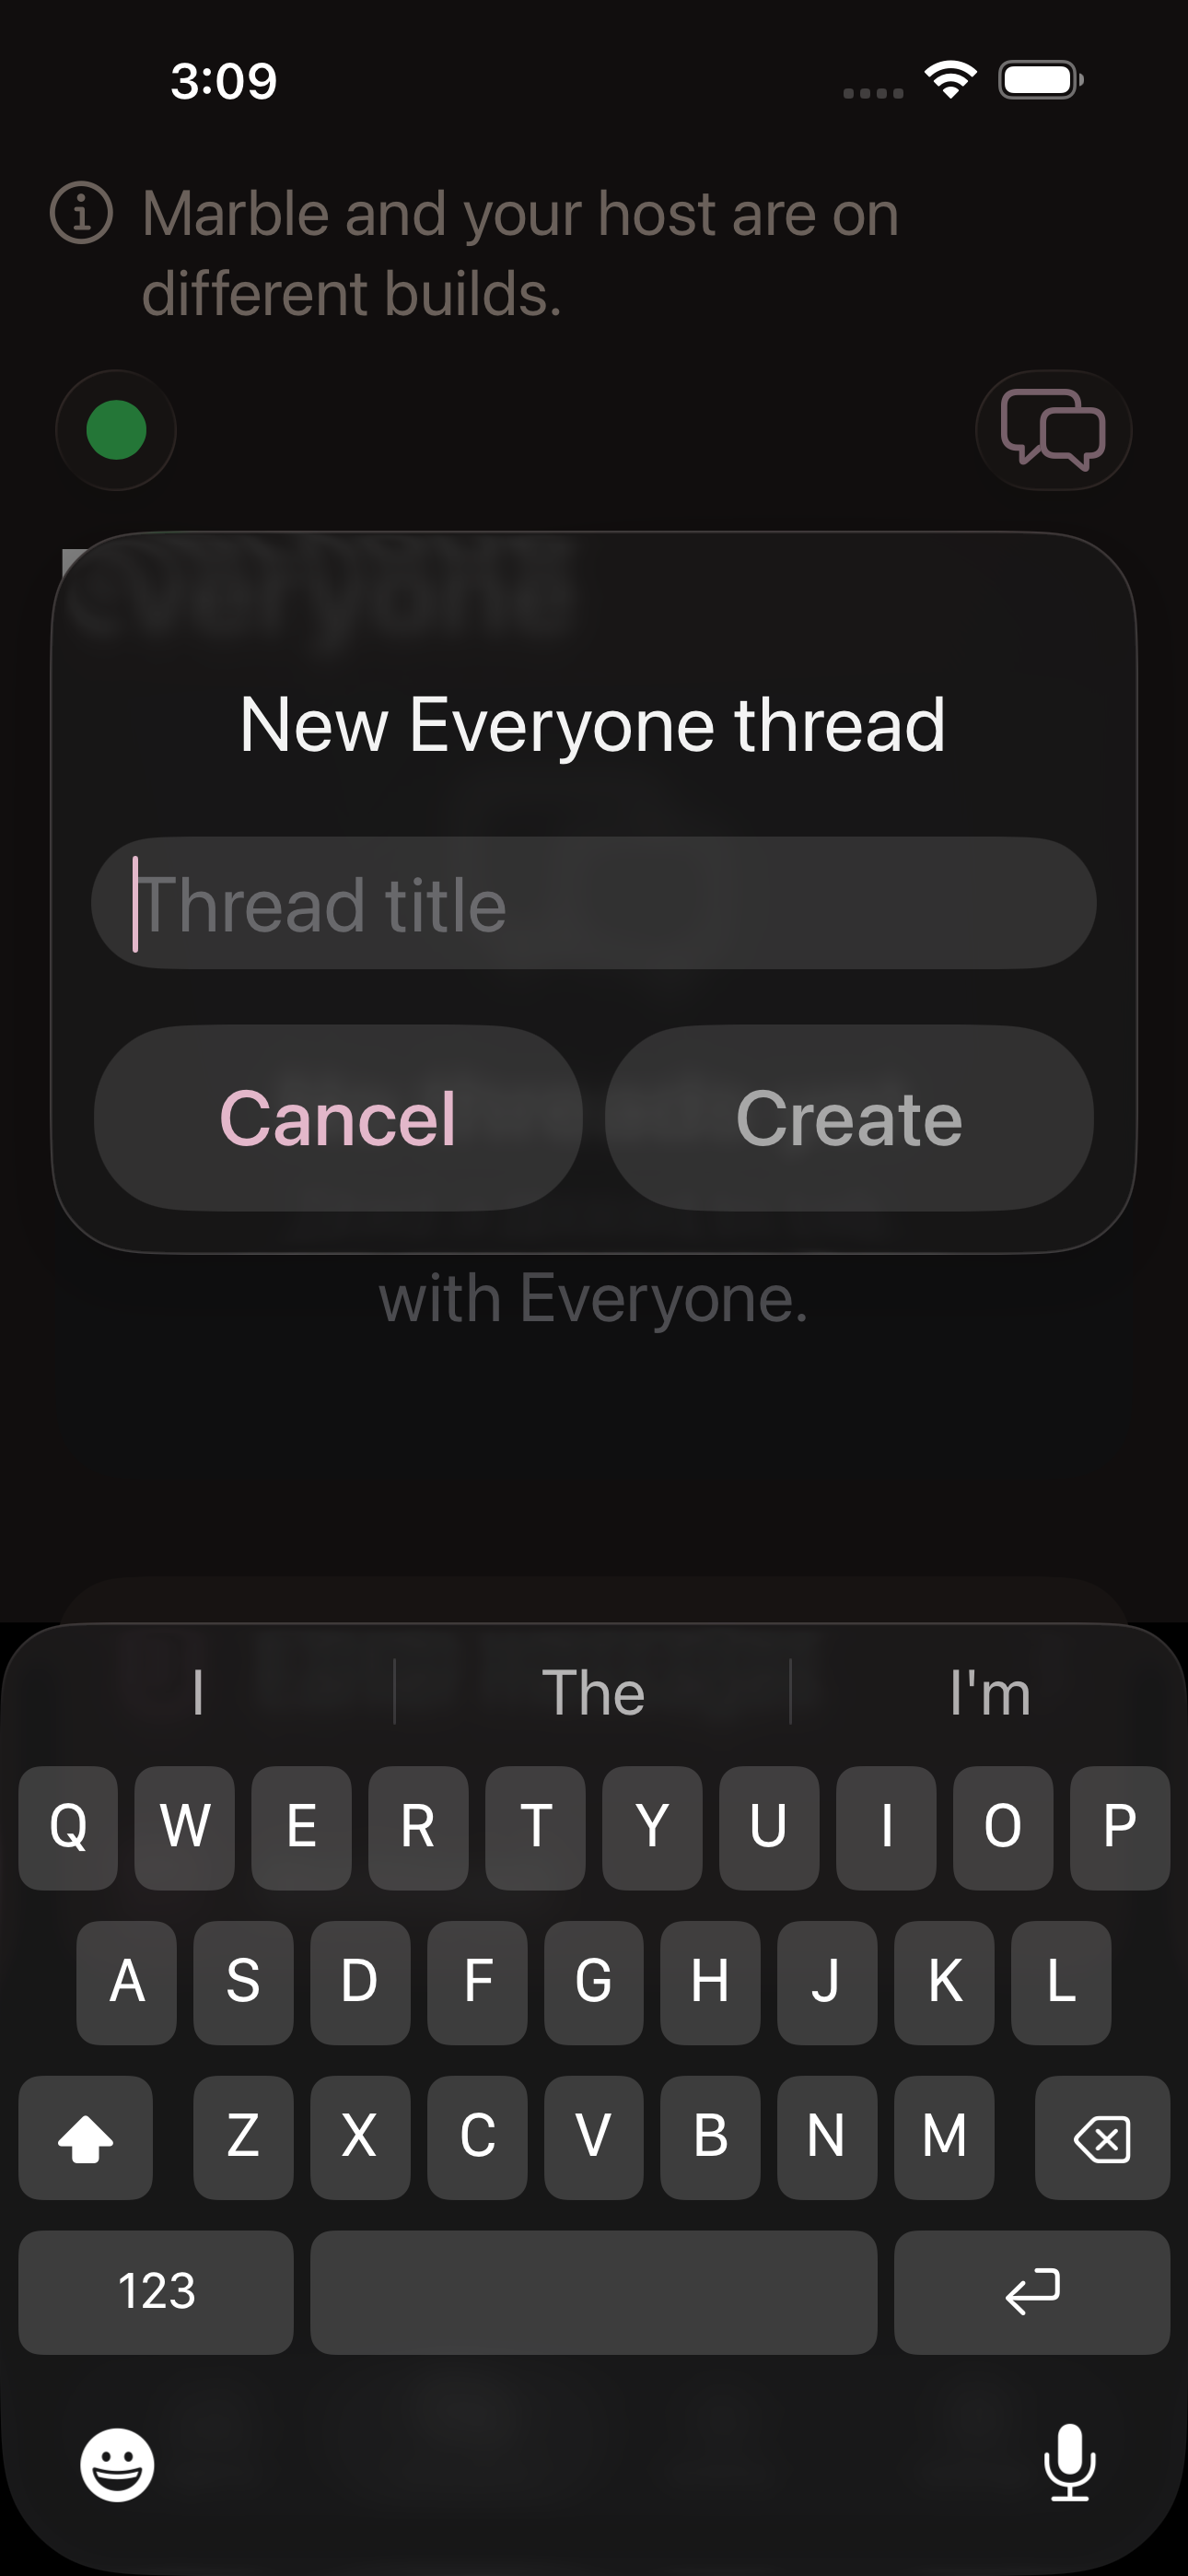 3:09
Marble and your host are on
different builds.
Everyone
New Everyone thread
Thread title
Cancel
Create
with Everyone.
I
The
I'm
Q W E R T Y U I O P
A S D F G H J K L
Z X C V B N M
123